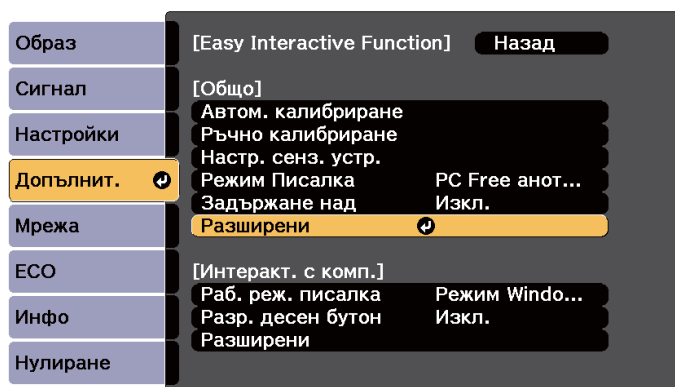 Образ
Сигнал
Настройки
Допълнит.
Мрежа
ECO
Инфо
Нулиране
[Easy Interactive Function] Назад
[Общо]
Автом. калибриране
Ръчно калибриране
Настр. сенз. устр.
Режим Писалка PC Free анот...
Задържане над Изкл.
Разширени
[Интеракт. с комп.]
Раб. реж. писалка Режим Windo...
Разр. десен бутон Изкл.
Разширени